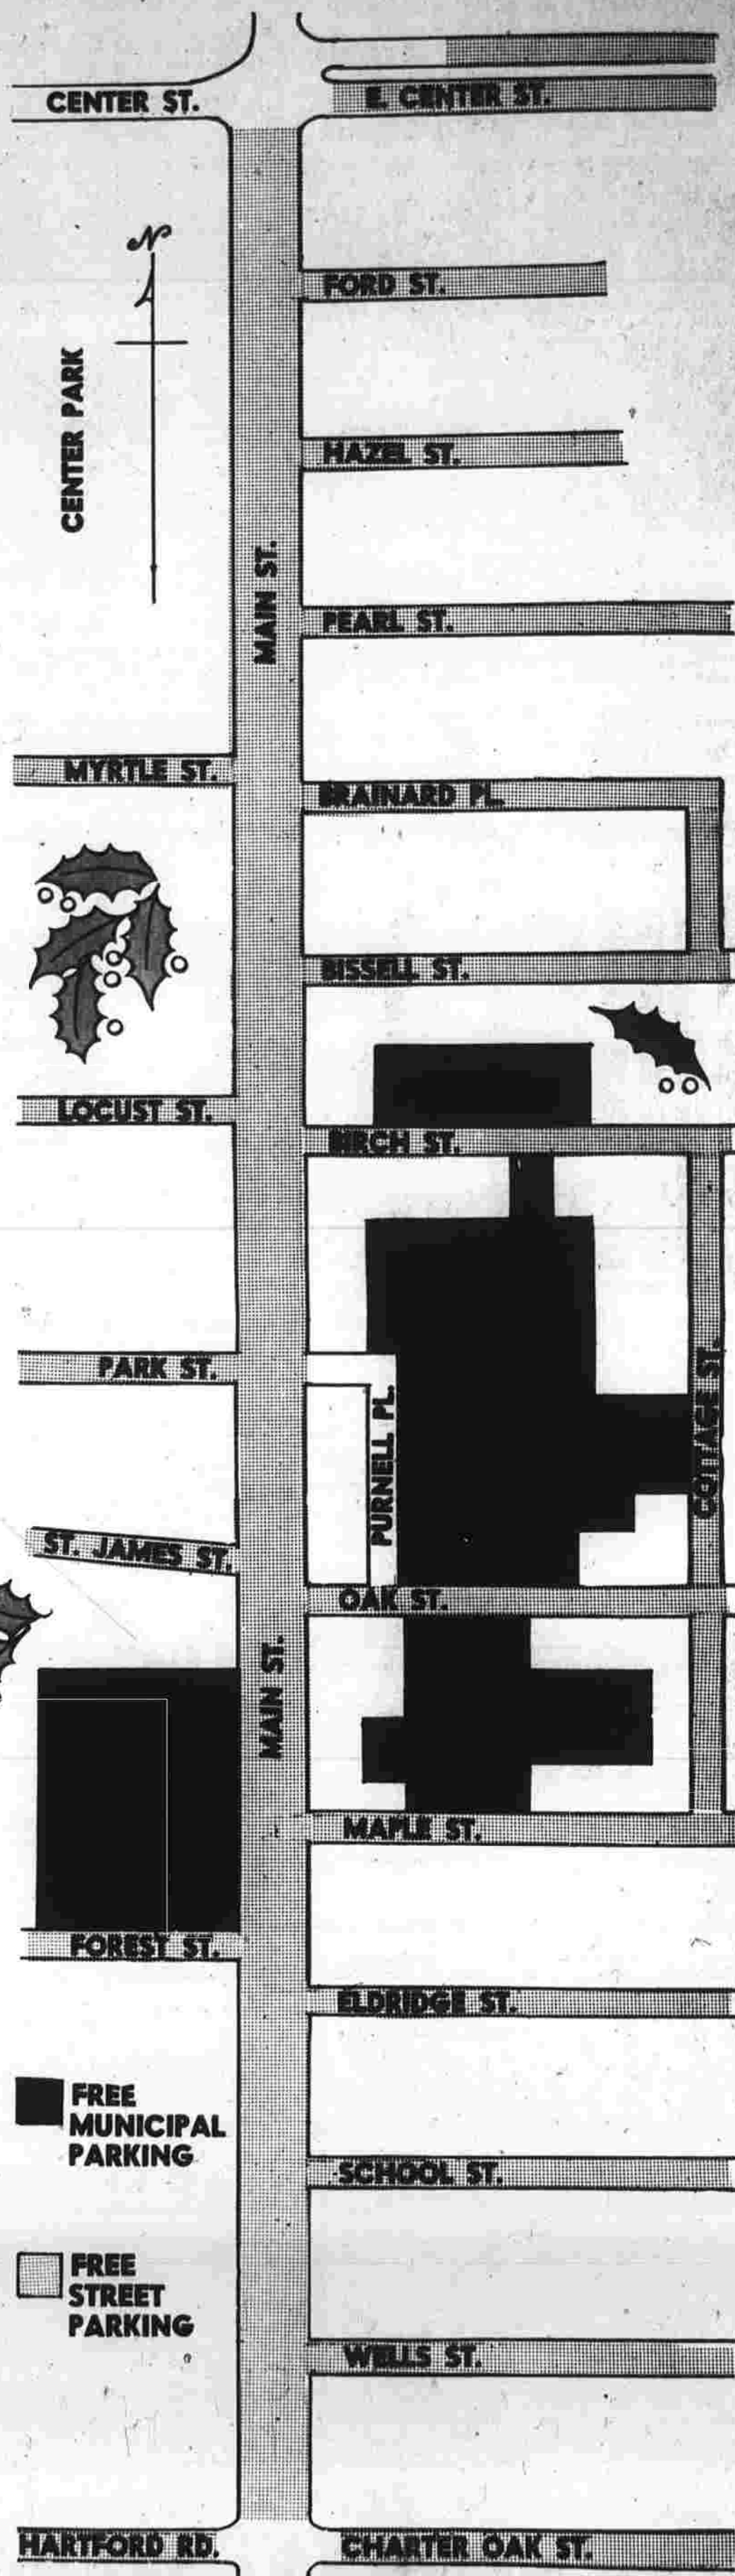 CENTER ST.
E. CENTER ST.
N
FORD ST.
CENTER PARK
HAZEL ST.
MAIN ST.
PEARL ST.
MYRTLE ST.
BRAINARD PL.
BISSELL ST.
LOCUST ST.
BIRCH ST.
PARK ST.
PURNELL PL.
COTTAGE ST.
ST. JAMES ST.
OAK ST.
MAIN ST.
MAPLE ST.
FOREST ST.
ELDRIDGE ST.
FREE
MUNICIPAL
PARKING
SCHOOL ST.
FREE
STREET
PARKING
WELLS ST.
HARTFORD RD.
CHARTER OAK ST.